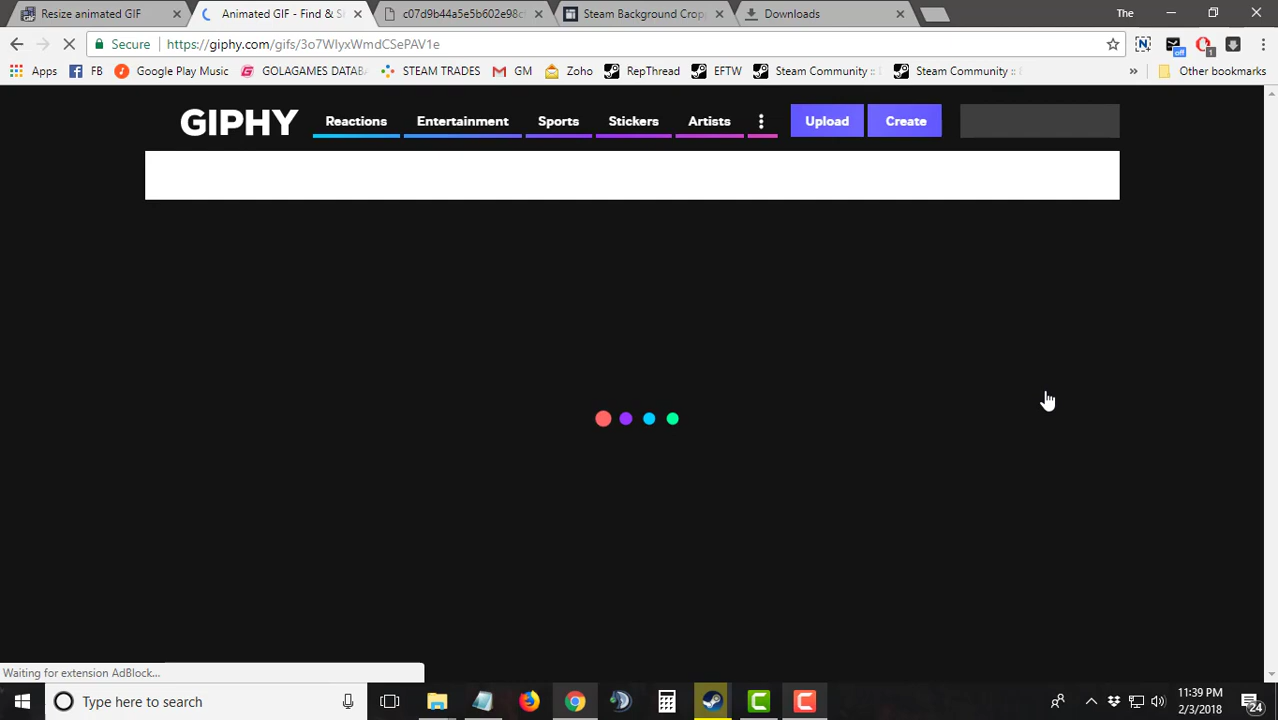 Resize animated GIF
Animated GIF - Find & S
c07d9b44a5e5b602e98c
Steam Background Crop
Downloads
The
Secure
https://giphy.com/gifs/3o7WIyxWmdCSePAV1e
off
1
Apps
FB
Google Play Music
GOLAGAMES DATAB
STEAM TRADES
GM
Zoho
RepThread
EFTW
Steam Community ::
Steam Community ::
»
Other bookmarks
GIPHY
Reactions
Entertainment
Sports
Stickers
Artists
Upload
Create
Waiting for extension AdBlock...
Type here to search
11:39 PM
2/3/2018
24